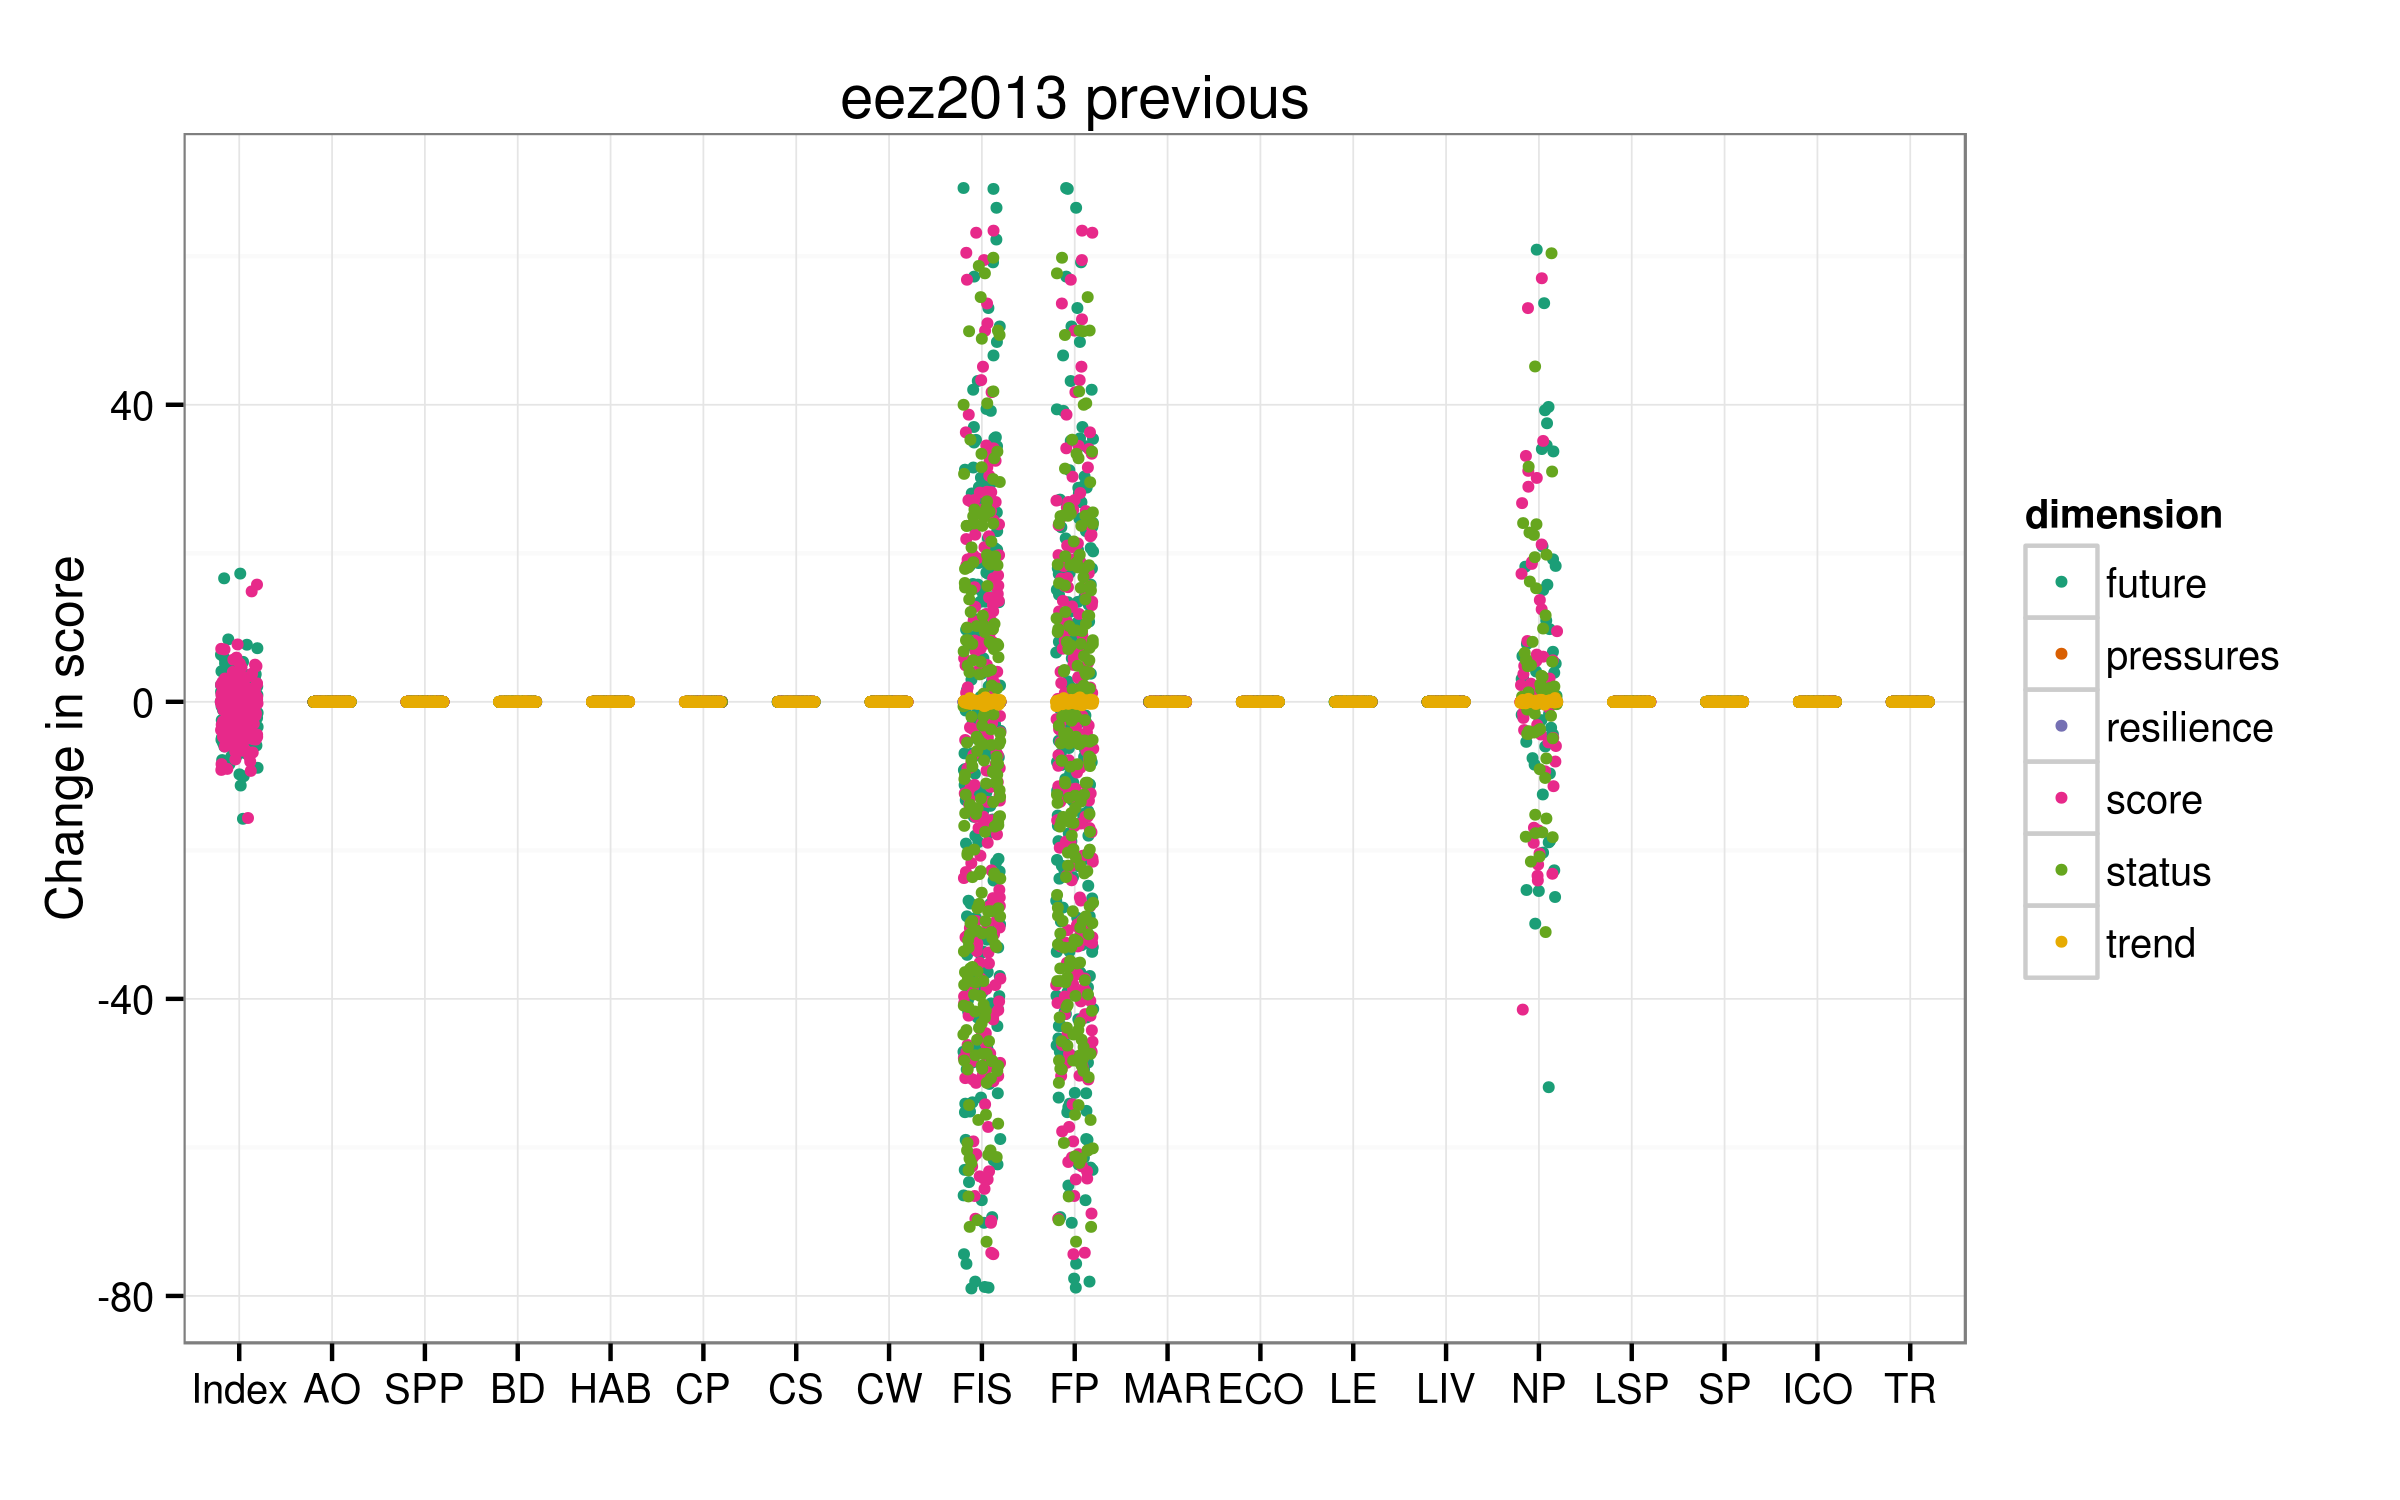 eez2013 previous
Change in score
40
0
-40
-80
Index AO SPP BD HAB CP CS CW FIS FP MAR ECO LE LIV NP LSP SP ICO TR
dimension
future
pressures
resilience
score
status
trend